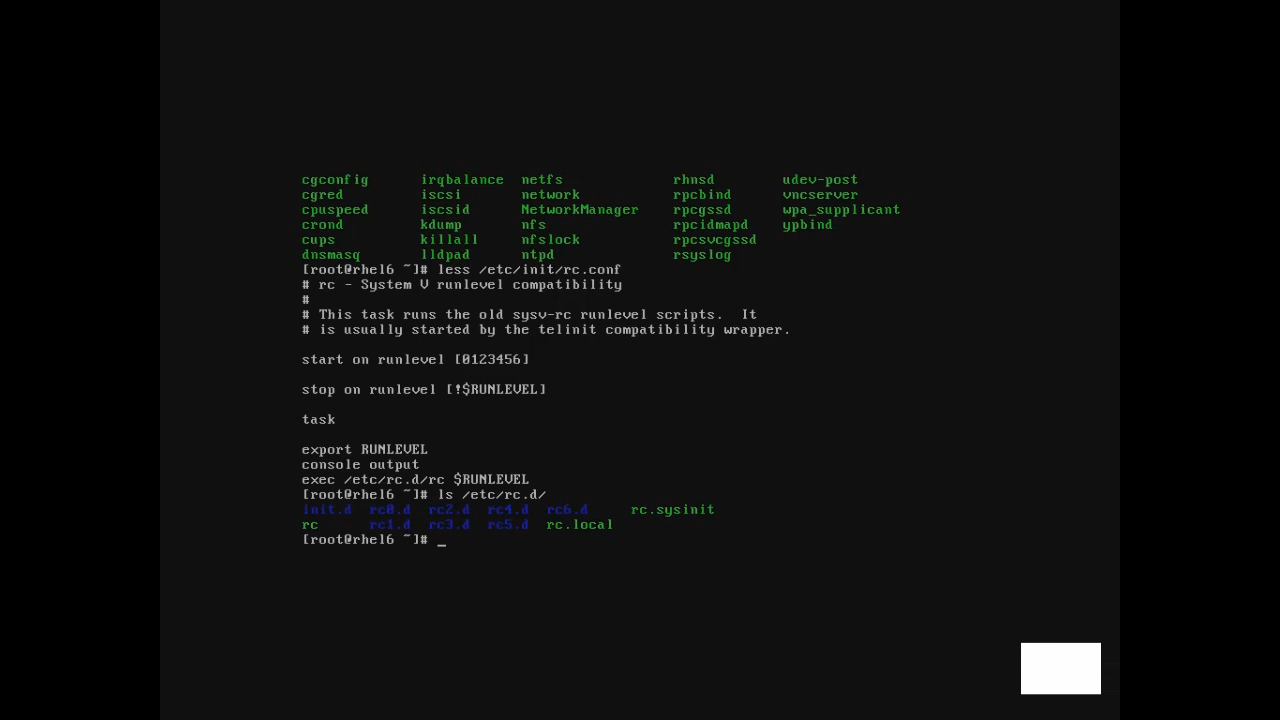 cgconfig irqbalance netfs rhnsd udev-post
cgred iscsi network rpcbind vncserver
cpuspeed iscsid NetworkManager rpcgssd wpa_supplicant
crond kdump nfs rpcidmapd ypbind
cups killall nfslock rpcsvcgssd
dnsmasq lldpad ntpd rsyslog
[root@rhel6 ~]# less /etc/init/rc.conf
# rc - System V runlevel compatibility
#
# This task runs the old sysv-rc runlevel scripts.  It
# is usually started by the telinit compatibility wrapper.
start on runlevel [0123456]
stop on runlevel [!$RUNLEVEL]
task
export RUNLEVEL
console output
exec /etc/rc.d/rc $RUNLEVEL
[root@rhel6 ~]# ls /etc/rc.d/
init.d rc0.d rc2.d rc4.d rc6.d rc.sysinit
rc rc1.d rc3.d rc5.d rc.local
[root@rhel6 ~]# _